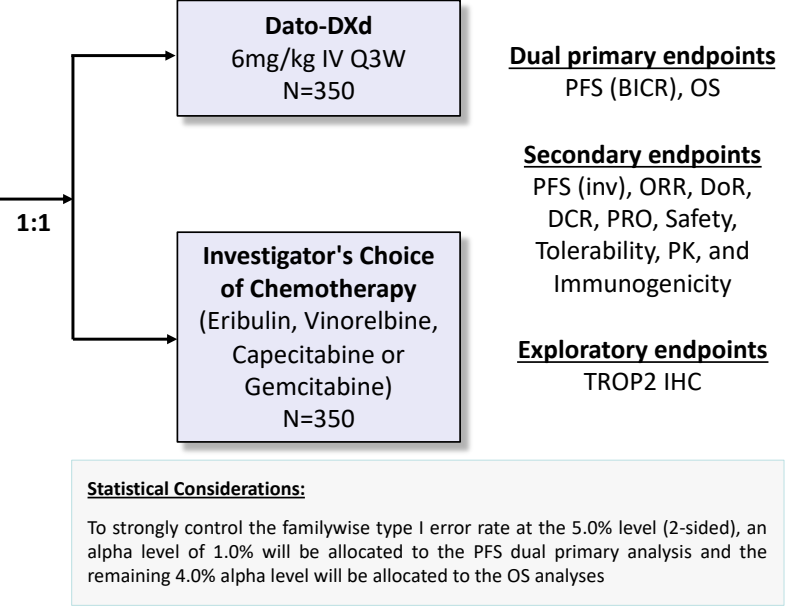 Dato-DXd
6mg/kg IV Q3W
N=350
Dual primary endpoints
PFS (BICR), OS
Secondary endpoints
PFS (inv), ORR, DoR,
DCR, PRO, Safety,
Tolerability, PK, and
Immunogenicity
1:1
Investigator's Choice
of Chemotherapy
(Eribulin, Vinorelbine,
Capecitabine or
Gemcitabine)
N=350
Exploratory endpoints
TROP2 IHC
Statistical Considerations:
To strongly control the familywise type I error rate at the 5.0% level (2-sided), an
alpha level of 1.0% will be allocated to the PFS dual primary analysis and the
remaining 4.0% alpha level will be allocated to the OS analyses